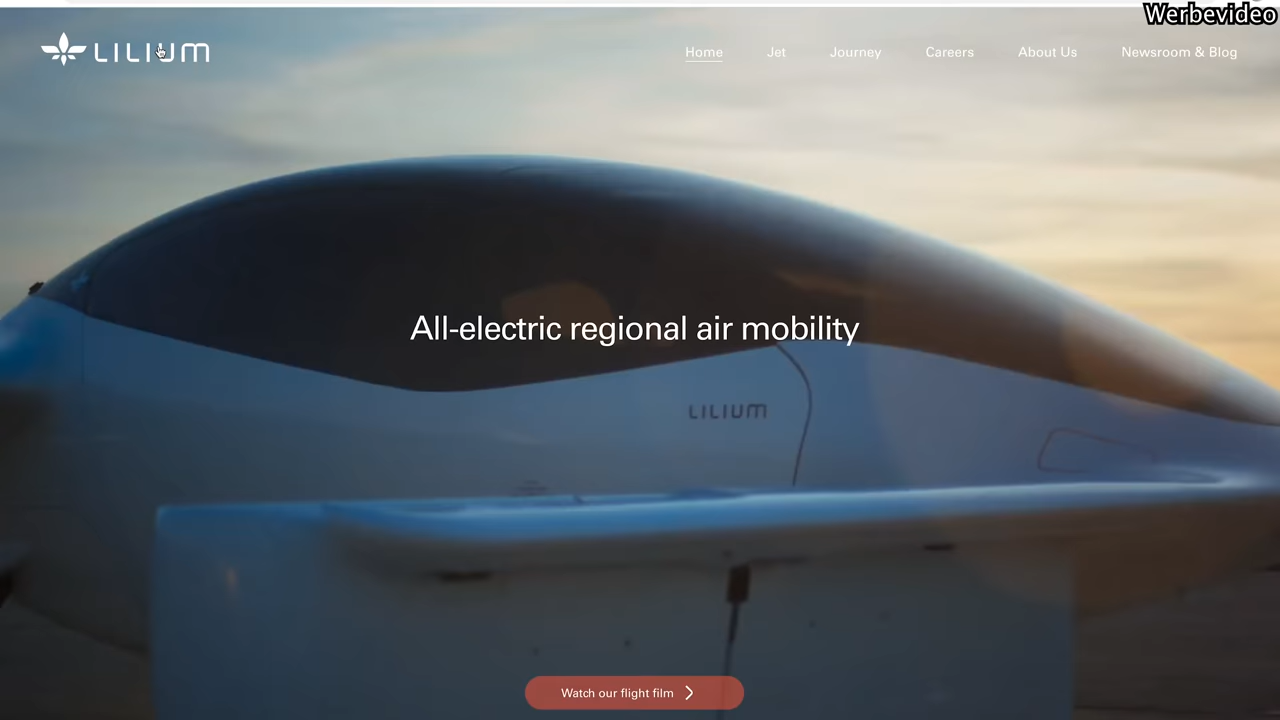 Werbevideo
LILIUM
Home Jet Journey Careers About Us Newsroom & Blog
All-electric regional air mobility
LILIUM
Watch our flight film